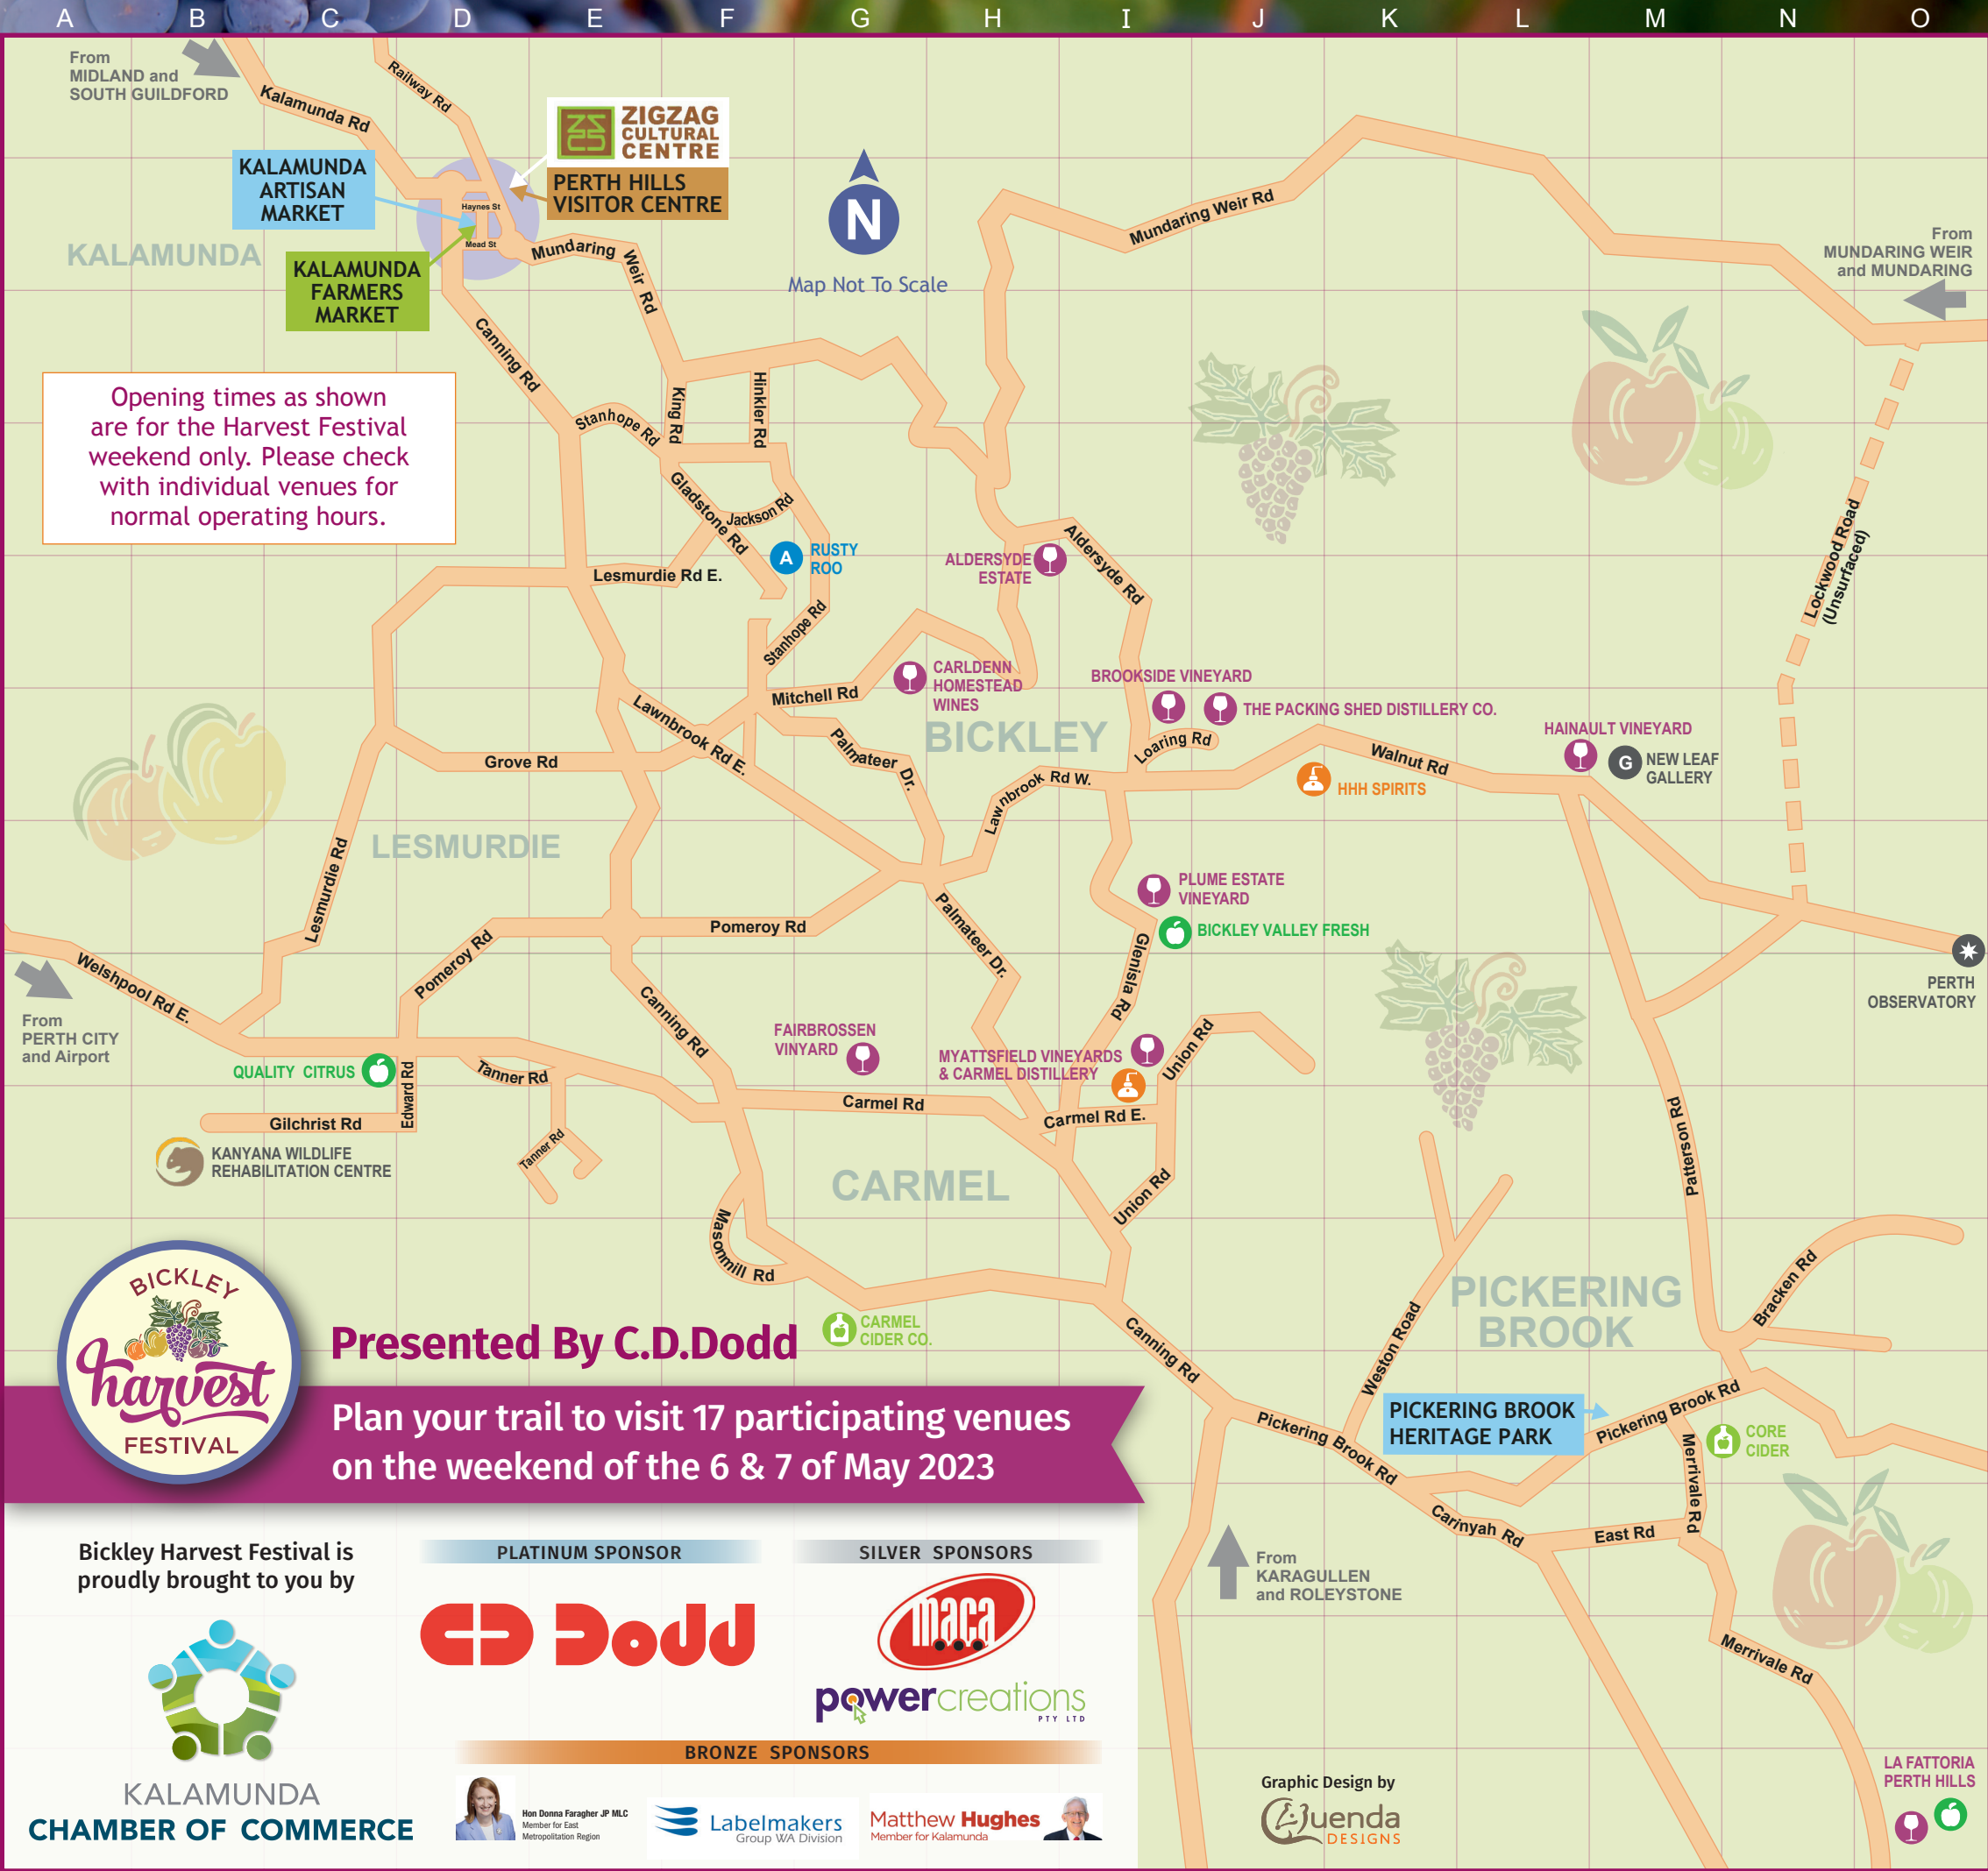 A B C D E F G H I J K L M N O
From
MIDLAND and
SOUTH GUILDFORD
Kalamunda Rd
Railway Rd
ZIGZAG
CULTURAL
CENTRE
PERTH HILLS
VISITOR CENTRE
KALAMUNDA
ARTISAN
MARKET
Haynes St
Mead St
KALAMUNDA
KALAMUNDA
FARMERS
MARKET
Mundaring
Weir Rd
N
Map Not To Scale
Mundaring Weir Rd
From
MUNDARING WEIR
and MUNDARING
Canning Rd
Opening times as shown
are for the Harvest Festival
weekend only. Please check
with individual venues for
normal operating hours.
Stanhope Rd
King Rd
Hinkler Rd
Gladstone Rd
Jackson Rd
A
RUSTY
ROO
Lesmurdie Rd E.
Stanhope Rd
ALDERSYDE
ESTATE
Aldersyde Rd
Lockwood Road
(Unsurfaced)
CARLDENN
HOMESTEAD
WINES
Mitchell Rd
BROOKSIDE VINEYARD
THE PACKING SHED DISTILLERY CO.
BICKLEY
Loaring Rd
Lawnbrook Rd E.
Palmateer Dr.
Grove Rd
Lawnbrook Rd W.
Walnut Rd
HHH SPIRITS
HAINAULT VINEYARD
G
NEW LEAF
GALLERY
LESMURDIE
Lesmurdie Rd
PLUME ESTATE
VINEYARD
BICKLEY VALLEY FRESH
Pomeroy Rd
Pomeroy Rd
Palmateer Dr.
Glenisla Rd
PERTH
OBSERVATORY
Welshpool Rd E.
From
PERTH CITY
and Airport
Canning Rd
FAIRBROSSEN
VINYARD
MYATTSFIELD VINEYARDS
& CARMEL DISTILLERY
Union Rd
QUALITY CITRUS
Edward Rd
Tanner Rd
Gilchrist Rd
Carmel Rd
Carmel Rd E.
KANYANA WILDLIFE
REHABILITATION CENTRE
Tanner Rd
CARMEL
Union Rd
Patterson Rd
Masonmill Rd
PICKERING
BROOK
Bracken Rd
BICKLEY
harvest
FESTIVAL
Presented By C.D.Dodd
CARMEL
CIDER CO.
Canning Rd
Weston Road
Plan your trail to visit 17 participating venues
on the weekend of the 6 & 7 of May 2023
Pickering Brook Rd
PICKERING BROOK
HERITAGE PARK
Pickering Brook Rd
CORE
CIDER
Merrivale Rd
Carinyah Rd
East Rd
From
KARAGULLEN
and ROLEYSTONE
Merrivale Rd
LA FATTORIA
PERTH HILLS
Bickley Harvest Festival is
proudly brought to you by
KALAMUNDA
CHAMBER OF COMMERCE
PLATINUM SPONSOR
CD Dodd
SILVER SPONSORS
maca
powercreations
PTY LTD
BRONZE SPONSORS
Hon Donna Faragher JP MLC
Member for East
Metropolitation Region
Labelmakers
Group WA Division
Matthew Hughes
Member for Kalamunda
Graphic Design by
Quenda
DESIGNS